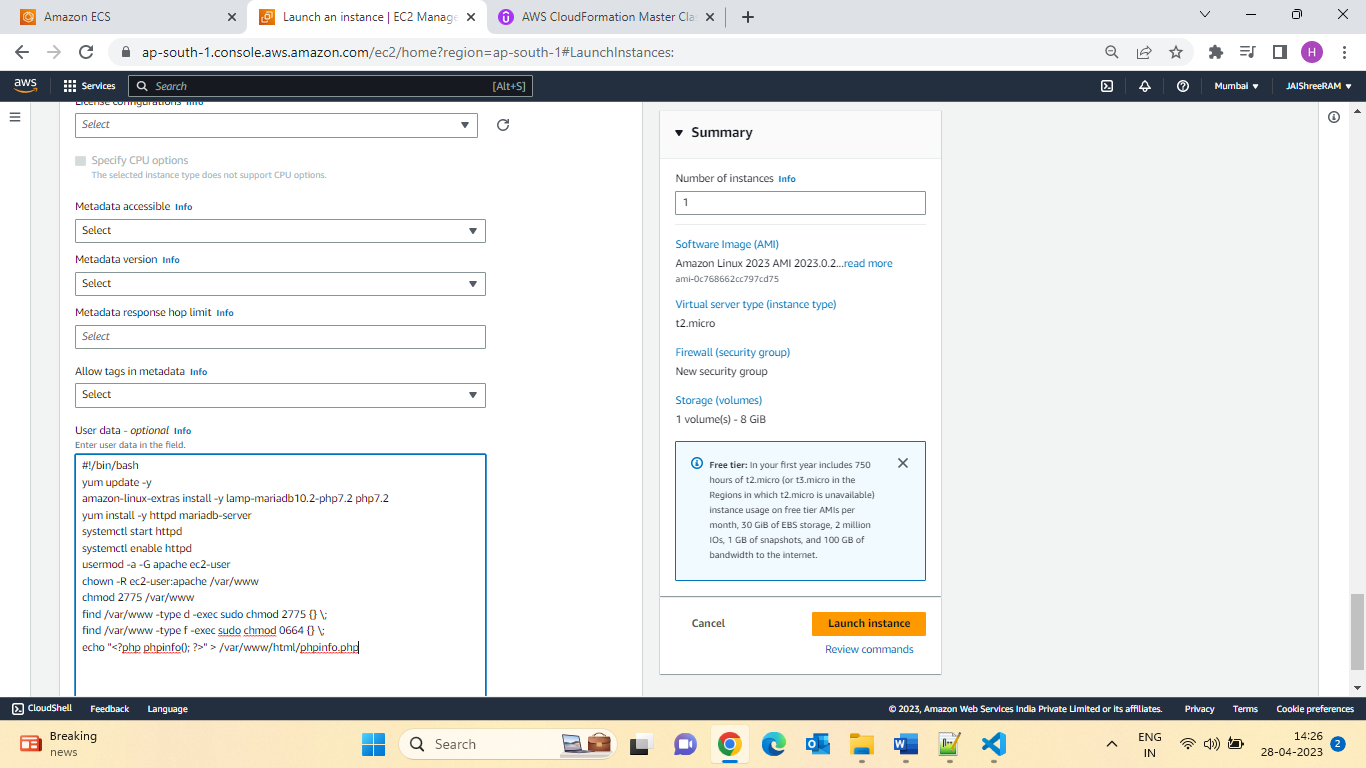 Amazon ECS
Launch an instance | EC2 Manage
AWS CloudFormation Master Cla
ap-south-1.console.aws.amazon.com/ec2/home?region=ap-south-1#LaunchInstances:
H
aws
Services
Search
[Alt+S]
Mumbai
JAIShreeRAM
License configurations Info
Select
Specify CPU options
The selected instance type does not support CPU options.
Metadata accessible Info
Select
Metadata version Info
Select
Metadata response hop limit Info
Select
Allow tags in metadata Info
Select
User data - optional Info
Enter user data in the field.
#!/bin/bash
yum update -y
amazon-linux-extras install -y lamp-mariadb10.2-php7.2 php7.2
yum install -y httpd mariadb-server
systemctl start httpd
systemctl enable httpd
usermod -a -G apache ec2-user
chown -R ec2-user:apache /var/www
chmod 2775 /var/www
find /var/www -type d -exec sudo chmod 2775 {} \;
find /var/www -type f -exec sudo chmod 0664 {} \;
echo "<?php phpinfo(); ?>" > /var/www/html/phpinfo.php
Summary
Number of instances Info
1
Software Image (AMI)
Amazon Linux 2023 AMI 2023.0.2...read more
ami-0c768662cc797cd75
Virtual server type (instance type)
t2.micro
Firewall (security group)
New security group
Storage (volumes)
1 volume(s) - 8 GiB
Free tier: In your first year includes 750
hours of t2.micro (or t3.micro in the
Regions in which t2.micro is unavailable)
instance usage on free tier AMIs per
month, 30 GiB of EBS storage, 2 million
IOs, 1 GB of snapshots, and 100 GB of
bandwidth to the internet.
Cancel
Launch instance
Review commands
CloudShell
Feedback
Language
© 2023, Amazon Web Services India Private Limited or its affiliates.
Privacy
Terms
Cookie preferences
Breaking
news
Search
ENG
IN
14:26
28-04-2023
2